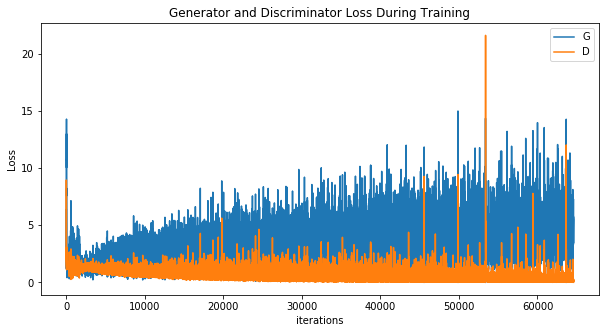 Generator and Discriminator Loss During Training
G
D
Loss
20
15
10
5
0
0 10000 20000 30000 40000 50000 60000
iterations